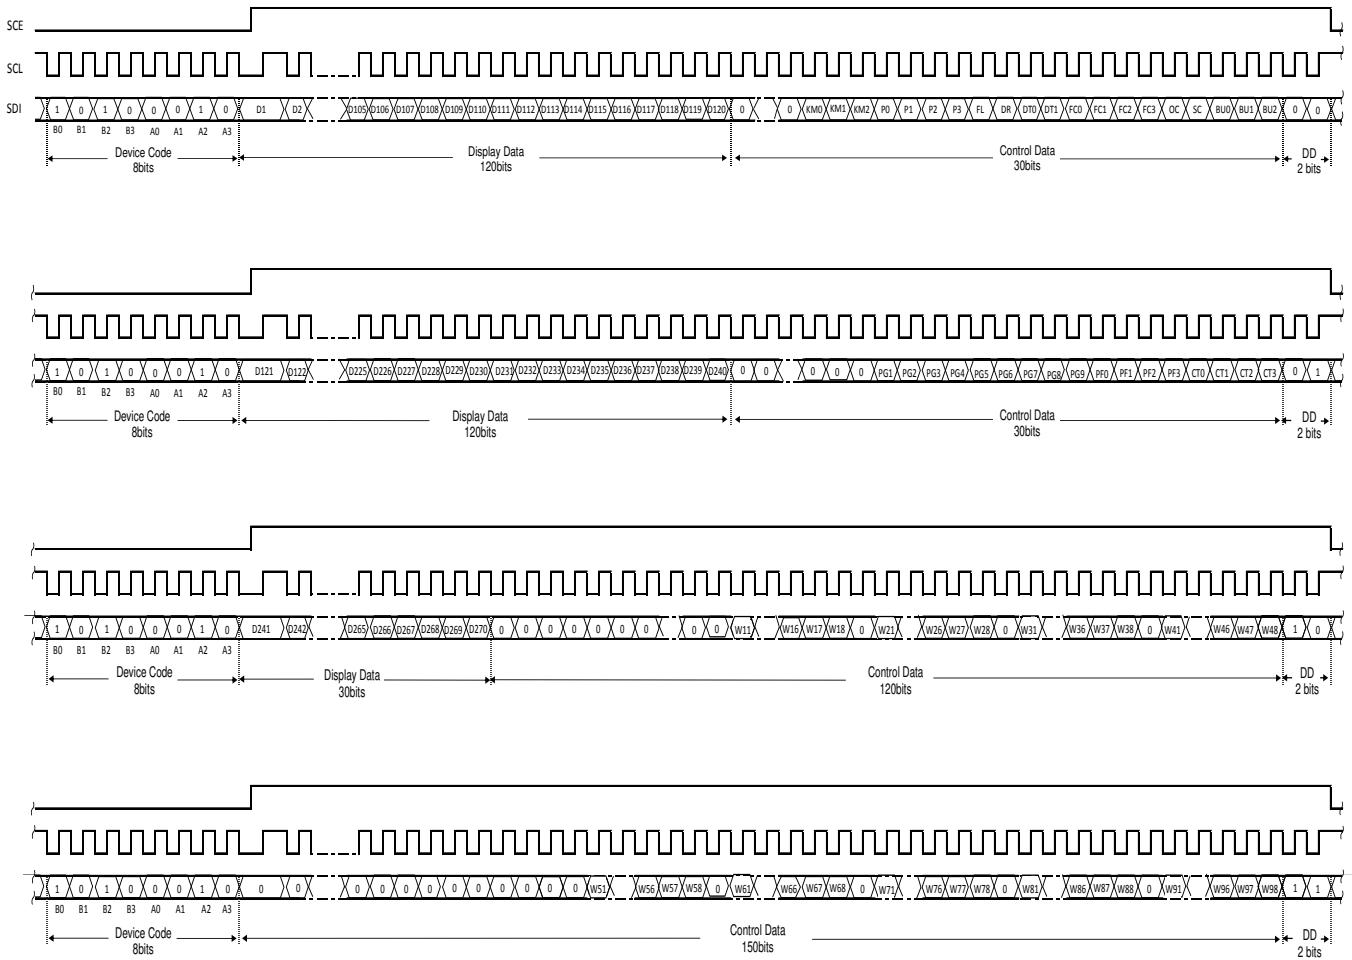 SCE
SCL
SDI 1 0 1 0 0 0 1 0 D1 D2 D105 D106 D107 D108 D109 D110 D111 D112 D113 D114 D115 D116 D117 D118 D119 D120 0 0 KM0 KM1 KM2 P0 P1 P2 P3 FL DR DT0 DT1 FC0 FC1 FC2 FC3 OC SC BU0 BU1 BU2 0 0
B0 B1 B2 B3 A0 A1 A2 A3
Device Code Display Data Control Data DD
8bits 120bits 30bits 2 bits
1 0 1 0 0 0 1 0 D121 D122 D225 D226 D227 D228 D229 D230 D231 D232 D233 D234 D235 D236 D237 D238 D239 D240 0 0 0 0 0 PG1 PG2 PG3 PG4 PG5 PG6 PG7 PG8 PG9 PF0 PF1 PF2 PF3 CT0 CT1 CT2 CT3 0 1
B0 B1 B2 B3 A0 A1 A2 A3
Device Code Display Data Control Data DD
8bits 120bits 30bits 2 bits
1 0 1 0 0 0 1 0 D241 D242 D265 D266 D267 D268 D269 D270 0 0 0 0 0 0 0 0 0 W11 W16 W17 W18 0 W21 W26 W27 W28 0 W31 W36 W37 W38 0 W41 W46 W47 W48 1 0
B0 B1 B2 B3 A0 A1 A2 A3
Device Code Display Data Control Data DD
8bits 30bits 120bits 2 bits
1 0 1 0 0 0 1 0 0 0 0 0 0 0 0 0 0 0 0 0 W51 W56 W57 W58 0 W61 W66 W67 W68 0 W71 W76 W77 W78 0 W81 W86 W87 W88 0 W91 W96 W97 W98 1 1
B0 B1 B2 B3 A0 A1 A2 A3
Device Code Control Data DD
8bits 150bits 2 bits